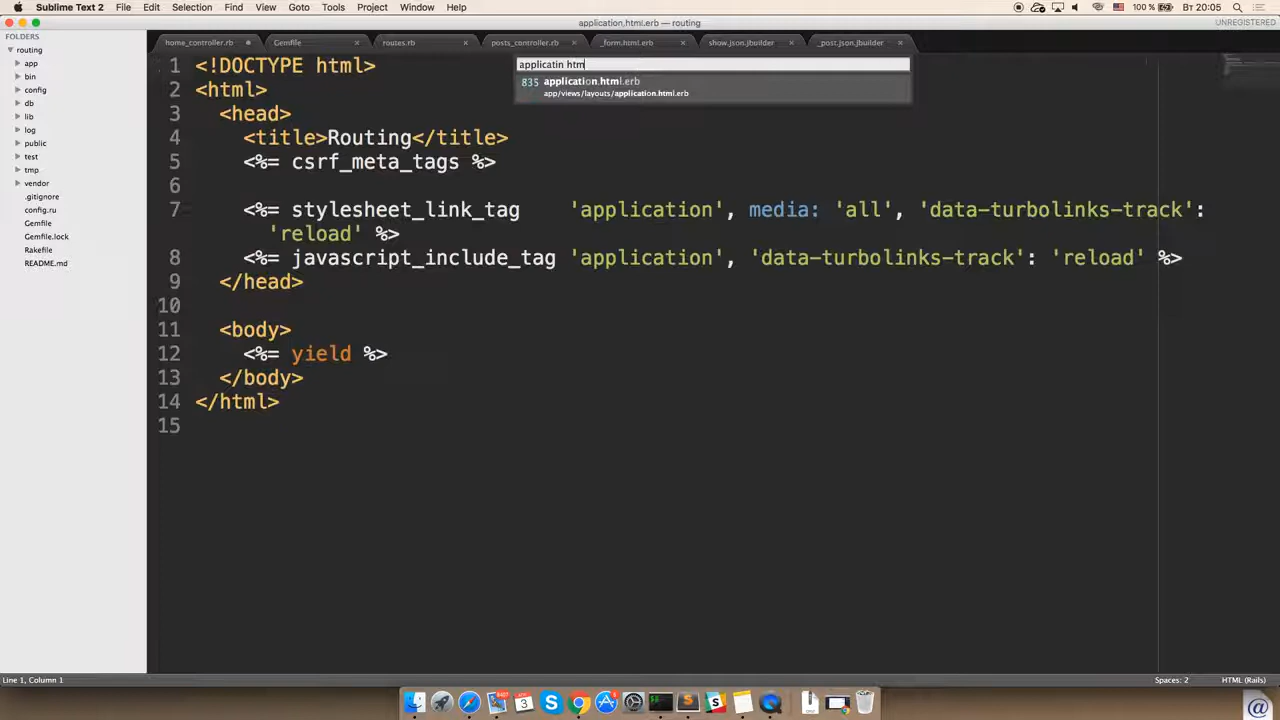 Sublime Text 2 File Edit Selection Find View Goto Tools Project Window Help 100 % Вт 20:05
application.html.erb — routing UNREGISTERED
FOLDERS
routing
app
bin
config
db
lib
log
public
test
tmp
vendor
.gitignore
config.ru
Gemfile
Gemfile.lock
Rakefile
README.md
home_controller.rb Gemfile routes.rb posts_controller.rb _form.html.erb show.json.jbuilder _post.json.jbuilder
applicatin htm
835 application.html.erb
app/views/layouts/application.html.erb
1 <!DOCTYPE html>
2 <html>
3 <head>
4 <title>Routing</title>
5 <%= csrf_meta_tags %>
6
7 <%= stylesheet_link_tag 'application', media: 'all', 'data-turbolinks-track':
'reload' %>
8 <%= javascript_include_tag 'application', 'data-turbolinks-track': 'reload' %>
9 </head>
10
11 <body>
12 <%= yield %>
13 </body>
14 </html>
15
Line 1, Column 1 Spaces: 2 HTML (Rails)
3
@